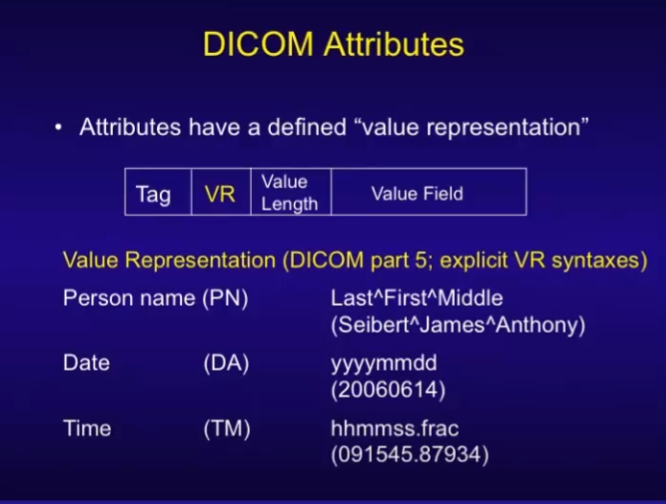 DICOM Attributes
• Attributes have a defined “value representation”
Tag VR Value Length Value Field
Value Representation (DICOM part 5; explicit VR syntaxes)
Person name (PN) Last^First^Middle
(Seibert^James^Anthony)
Date (DA) yyyymmdd
(20060614)
Time (TM) hhmmss.frac
(091545.87934)